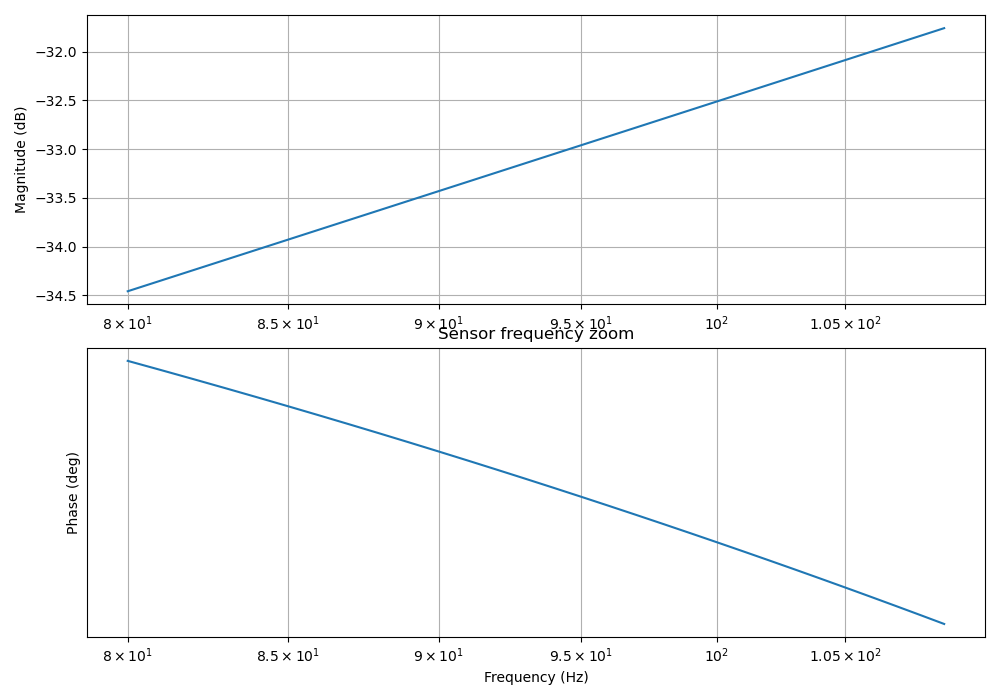 Magnitude (dB)
−32.0
−32.5
−33.0
−33.5
−34.0
−34.5
8 × 10¹ 8.5 × 10¹ 9 × 10¹ 9.5 × 10¹ 10² 1.05 × 10²
Sensor frequency zoom
Phase (deg)
8 × 10¹ 8.5 × 10¹ 9 × 10¹ 9.5 × 10¹ 10² 1.05 × 10²
Frequency (Hz)